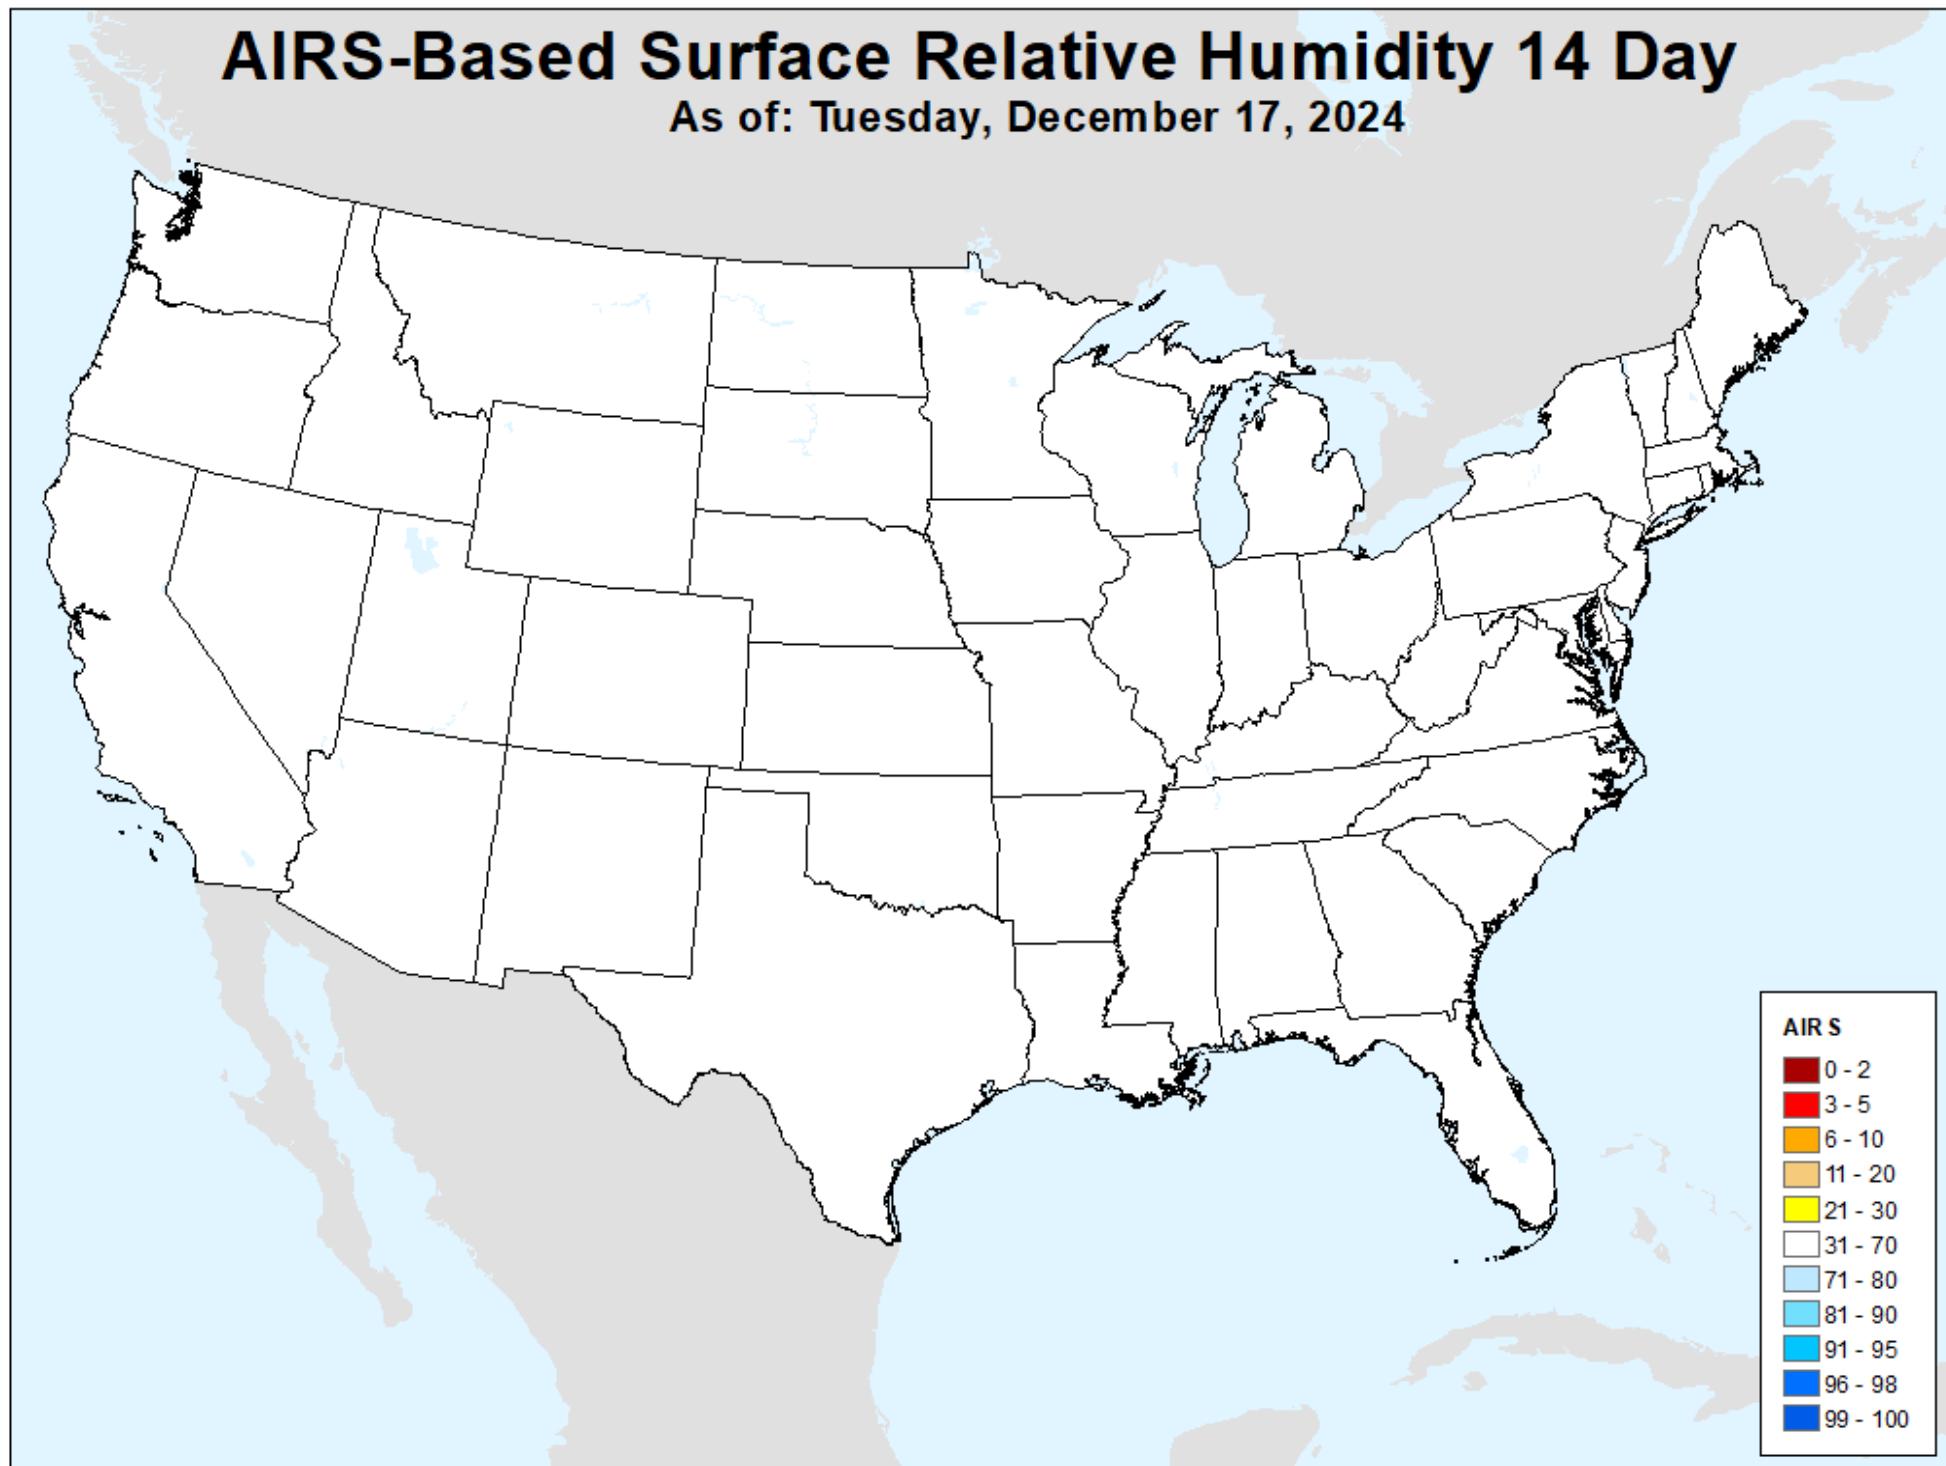 AIRS-Based Surface Relative Humidity 14 Day
As of: Tuesday, December 17, 2024
AIRS
0 - 2
3 - 5
6 - 10
11 - 20
21 - 30
31 - 70
71 - 80
81 - 90
91 - 95
96 - 98
99 - 100